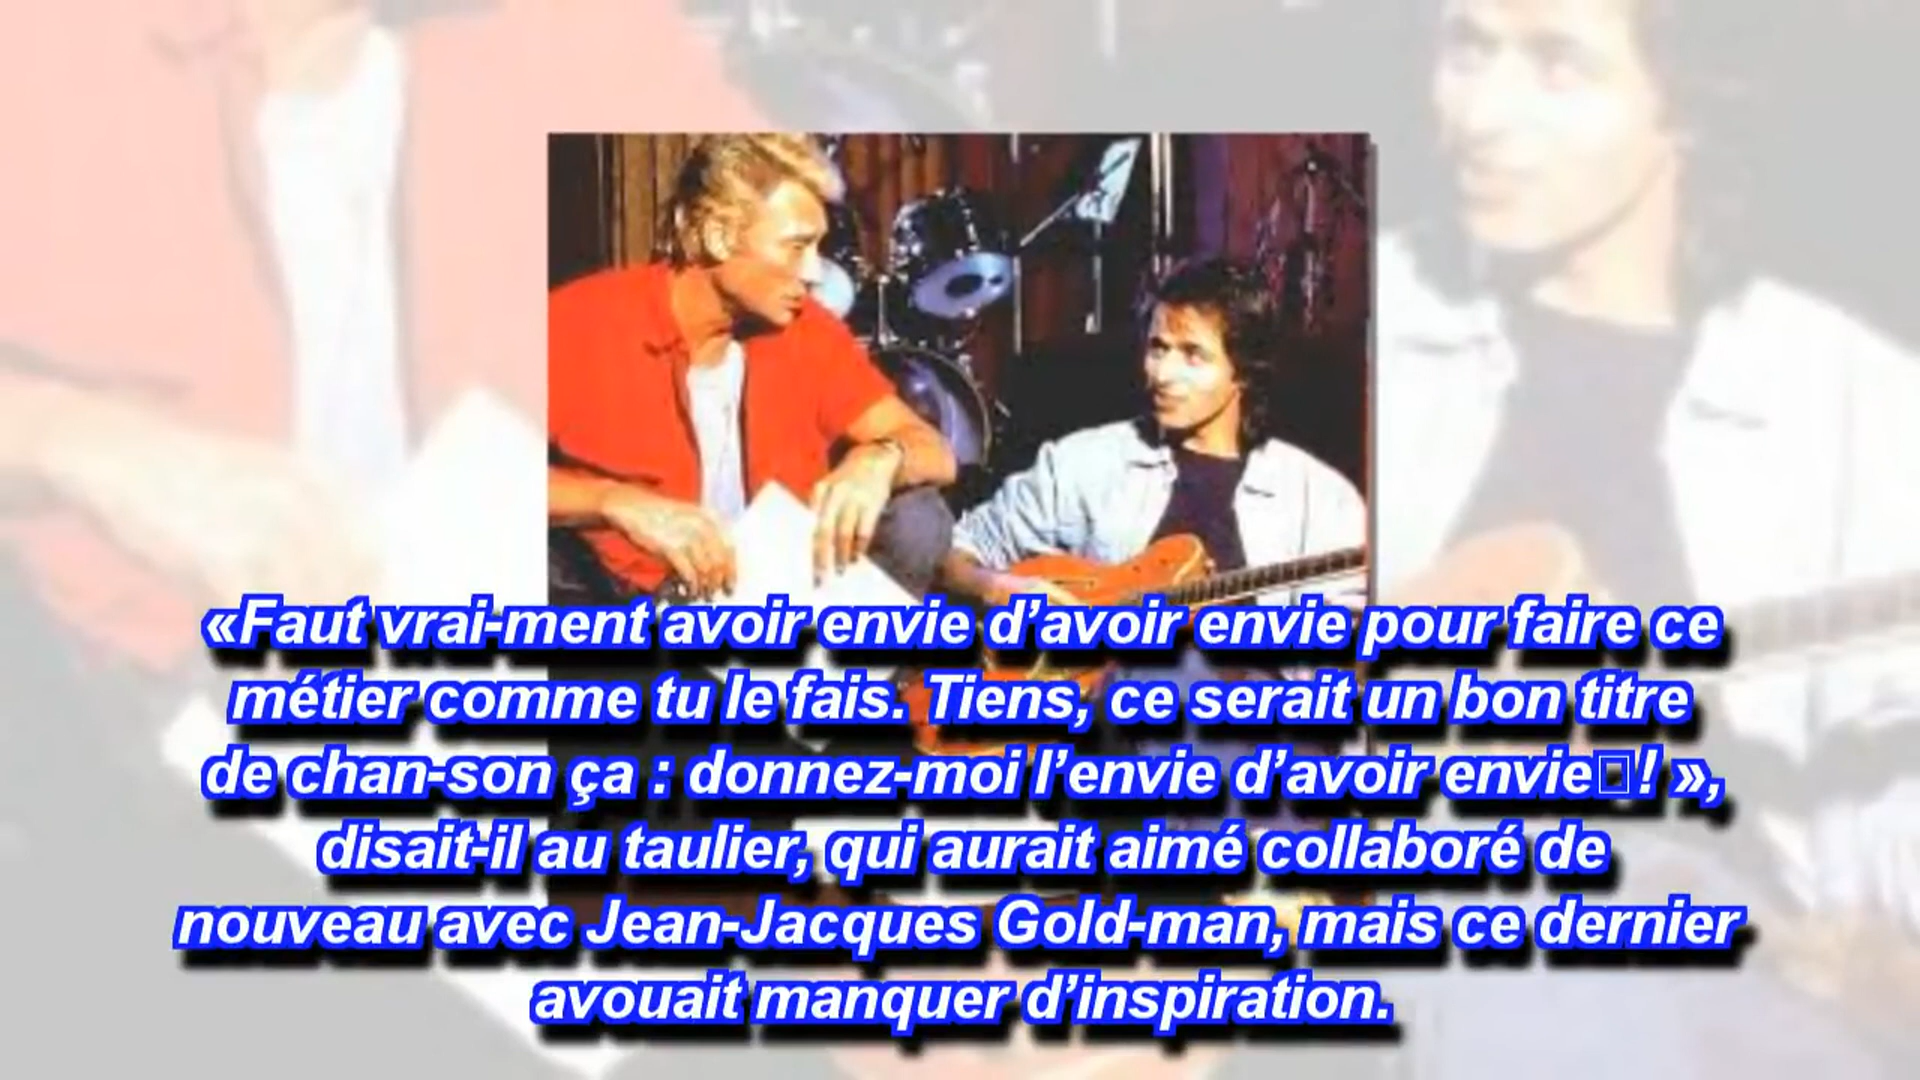 «Faut vrai-ment avoir envie d’avoir envie pour faire ce
métier comme tu le fais. Tiens, ce serait un bon titre
de chan-son ça : donnez-moi l’envie d’avoir envie□! »,
disait-il au taulier, qui aurait aimé collaboré de
nouveau avec Jean-Jacques Gold-man, mais ce dernier
avouait manquer d’inspiration.